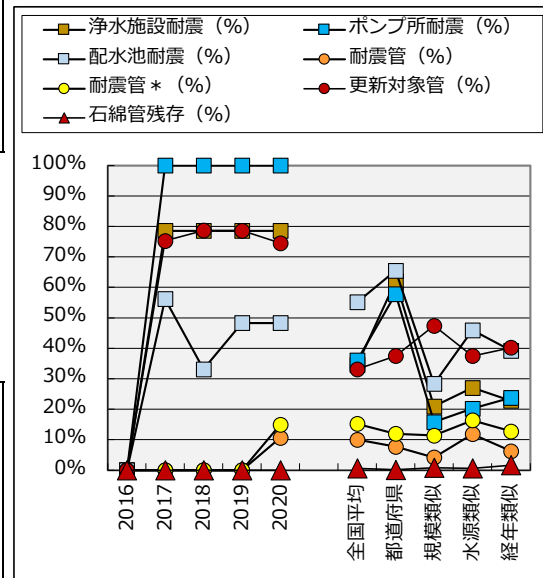 浄水施設耐震（%） ポンプ所耐震（%）
配水池耐震（%） 耐震管（%）
耐震管＊（%） 更新対象管（%）
石綿管残存（%）
100%
90%
80%
70%
60%
50%
40%
30%
20%
10%
0%
2016
2017
2018
2019
2020
全国平均
都道府県
規模類似
水源類似
経年類似